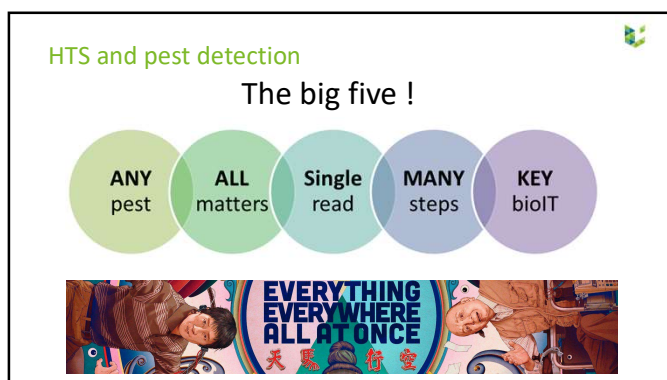 HTS and pest detection
The big five !
ANY
pest
ALL
matters
Single
read
MANY
steps
KEY
bioIT
EVERYTHING
EVERYWHERE
ALL AT ONCE
天馬行空